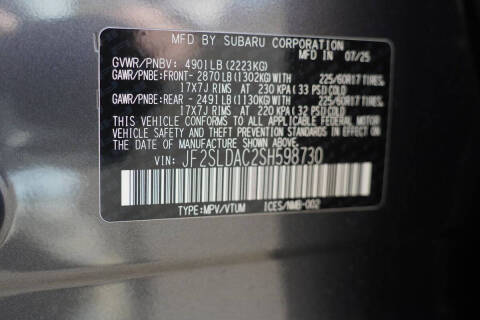 MFD BY SUBARU CORPORATION
MFD IN 07/25
GVWR/PNBV: 4901LB(2223KG)
GAWR/PNBE:FRONT- 2870LB(1302KG)WITH 225/60R17 TIRES,
17X7J RIMS AT 230 KPA(33 PSI)COLD
GAWR/PNBE:REAR -2491LB(1130KG)WITH 225/60R17 TIRES,
17X7J RIMS AT 220 KPA(32 PSI)COLD
THIS VEHICLE CONFORMS TO ALL APPLICABLE FEDERAL MOTOR VEHICLE
SAFETY AND THEFT PREVENTION STANDARDS IN EFFECT ON
THE DATE OF MANUFACTURE SHOWN ABOVE.
VIN: JF2SLDAC2SH598730
TYPE:MPV/VTUM ICES/NMB-002